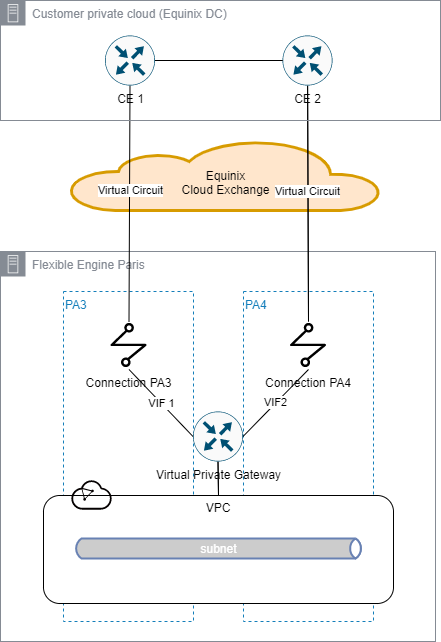 Customer private cloud (Equinix DC)
CE 1
CE 2
Equinix
Cloud Exchange
Virtual Circuit
Virtual Circuit
Flexible Engine Paris
PA3
PA4
Connection PA3
Connection PA4
VIF 1
VIF2
Virtual Private Gateway
VPC
subnet